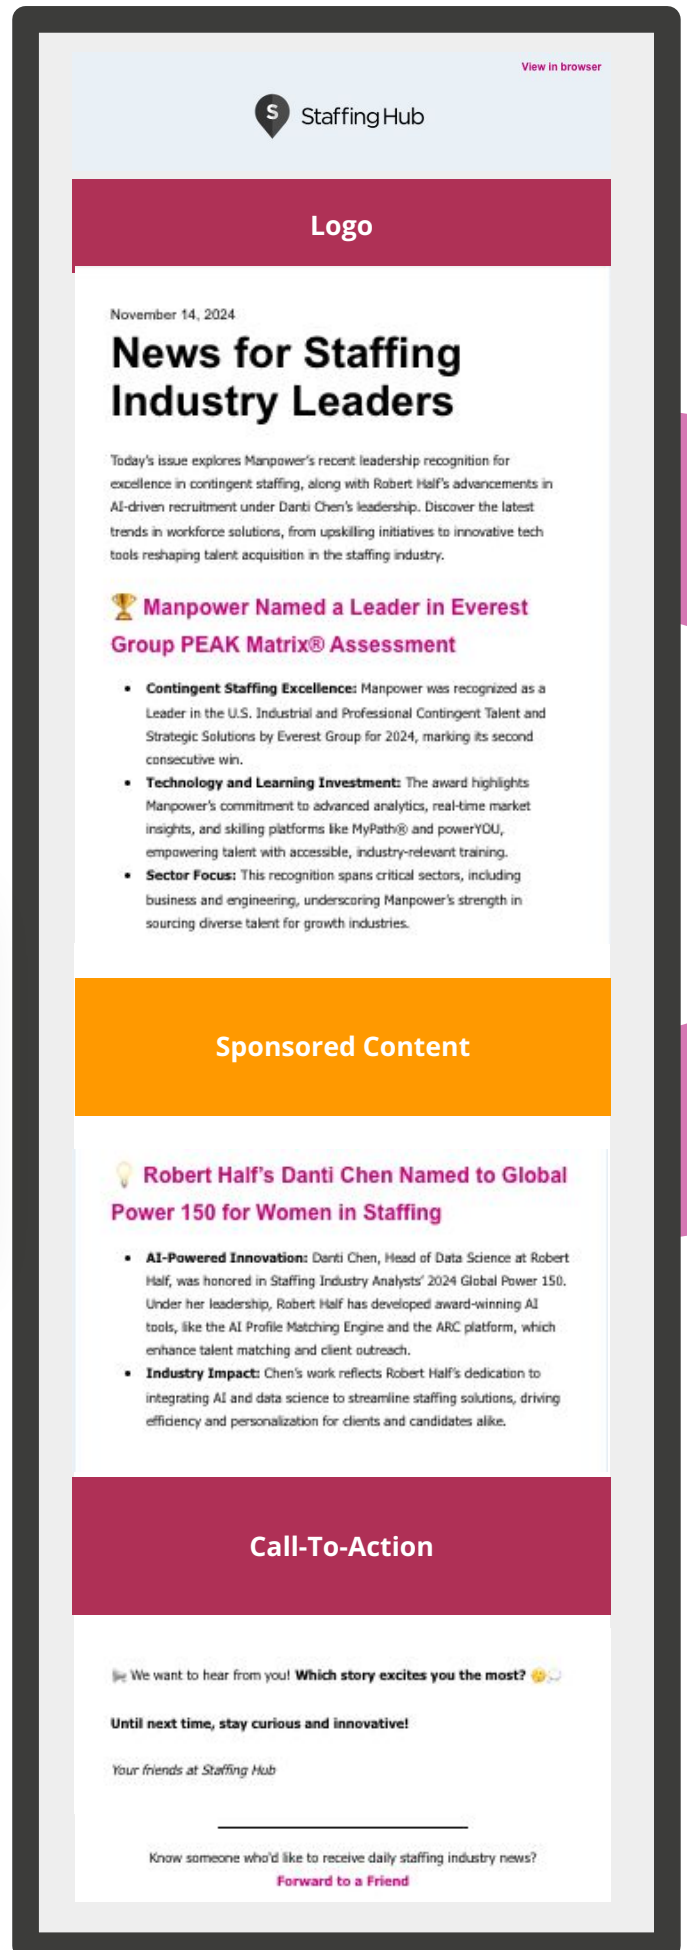 View in browser
S
StaffingHub
Logo
November 14, 2024
News for Staffing
Industry Leaders
Today's issue explores Manpower's recent leadership recognition for
excellence in contingent staffing, along with Robert Half's advancements in
AI-driven recruitment under Danti Chen's leadership. Discover the latest
trends in workforce solutions, from upskilling initiatives to innovative tech
tools reshaping talent acquisition in the staffing industry.
🏆 Manpower Named a Leader in Everest
Group PEAK Matrix® Assessment
• Contingent Staffing Excellence: Manpower was recognized as a
Leader in the U.S. Industrial and Professional Contingent Talent and
Strategic Solutions by Everest Group for 2024, marking its second
consecutive win.
• Technology and Learning Investment: The award highlights
Manpower's commitment to advanced analytics, real-time market
insights, and skilling platforms like MyPath® and powerYOU,
empowering talent with accessible, industry-relevant training.
• Sector Focus: This recognition spans critical sectors, including
business and engineering, underscoring Manpower's strength in
sourcing diverse talent for growth industries.
Sponsored Content
💡 Robert Half's Danti Chen Named to Global
Power 150 for Women in Staffing
• AI-Powered Innovation: Danti Chen, Head of Data Science at Robert
Half, was honored in Staffing Industry Analysts' 2024 Global Power 150.
Under her leadership, Robert Half has developed award-winning AI
tools, like the AI Profile Matching Engine and the ARC platform, which
enhance talent matching and client outreach.
• Industry Impact: Chen's work reflects Robert Half's dedication to
integrating AI and data science to streamline staffing solutions, driving
efficiency and personalization for clients and candidates alike.
Call-To-Action
We want to hear from you! Which story excites you the most?
Until next time, stay curious and innovative!
Your friends at Staffing Hub
Know someone who'd like to receive daily staffing industry news?
Forward to a Friend